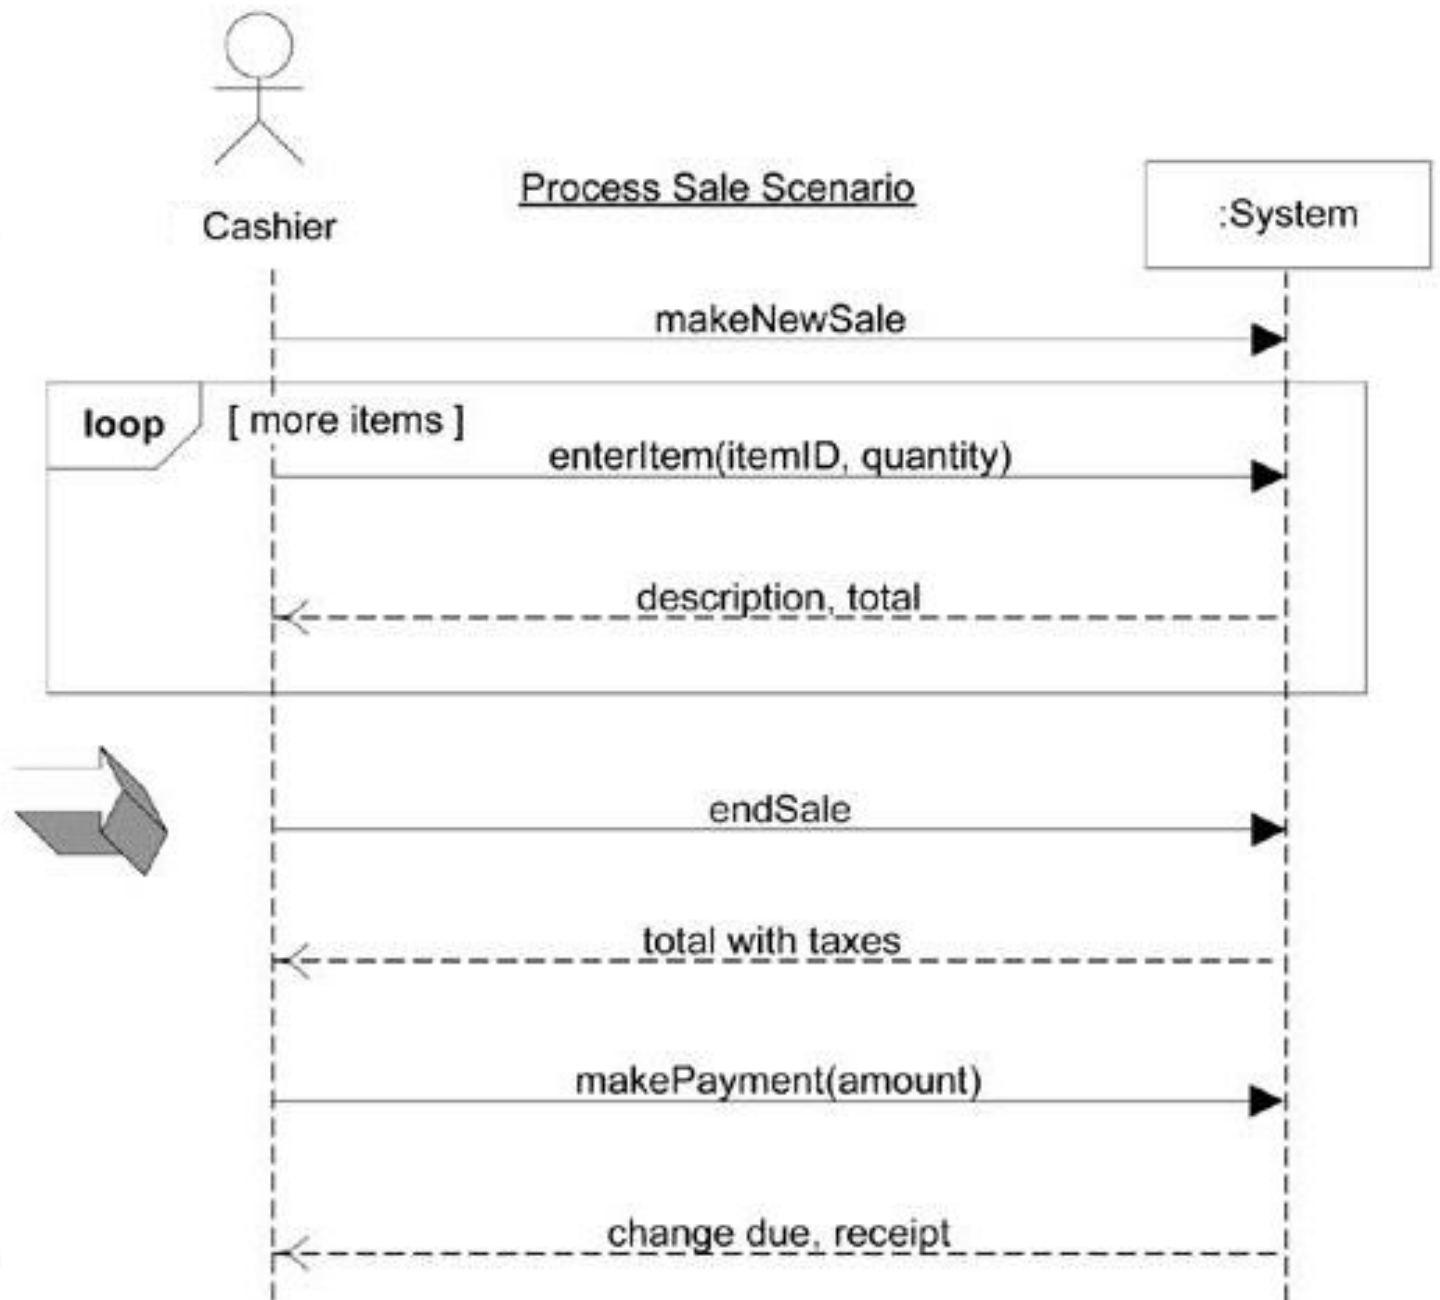 Process Sale Scenario
:System
Cashier
makeNewSale
loop
[ more items ]
enterItem(itemID, quantity)
description, total
endSale
total with taxes
makePayment(amount)
change due, receipt